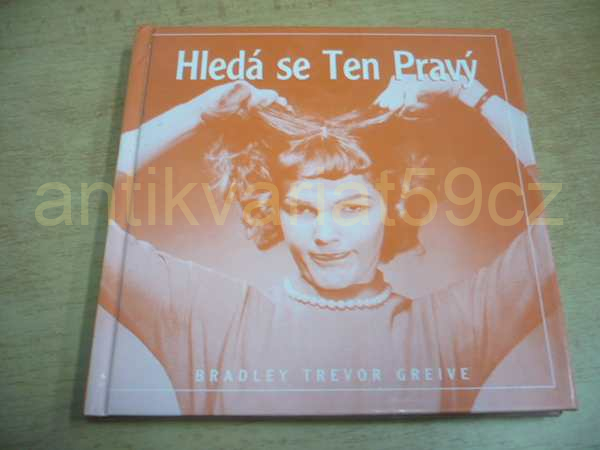 Hledá se Ten Pravý
antikvariat59cz
BRADLEY TREVOR GREIVE